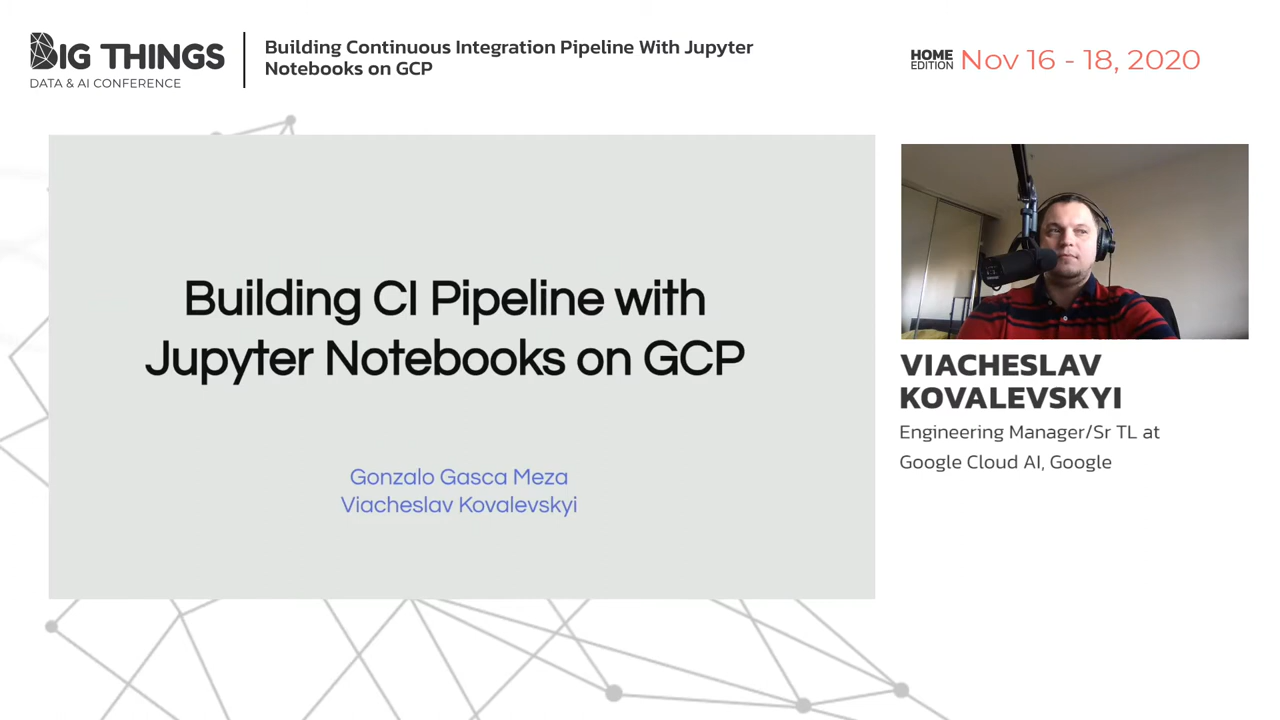 BIG THINGS
DATA & AI CONFERENCE
Building Continuous Integration Pipeline With Jupyter
Notebooks on GCP
HOME
EDITION
Nov 16 - 18, 2020
Building CI Pipeline with
Jupyter Notebooks on GCP
Gonzalo Gasca Meza
Viacheslav Kovalevskyi
VIACHESLAV
KOVALEVSKYI
Engineering Manager/Sr TL at
Google Cloud AI, Google